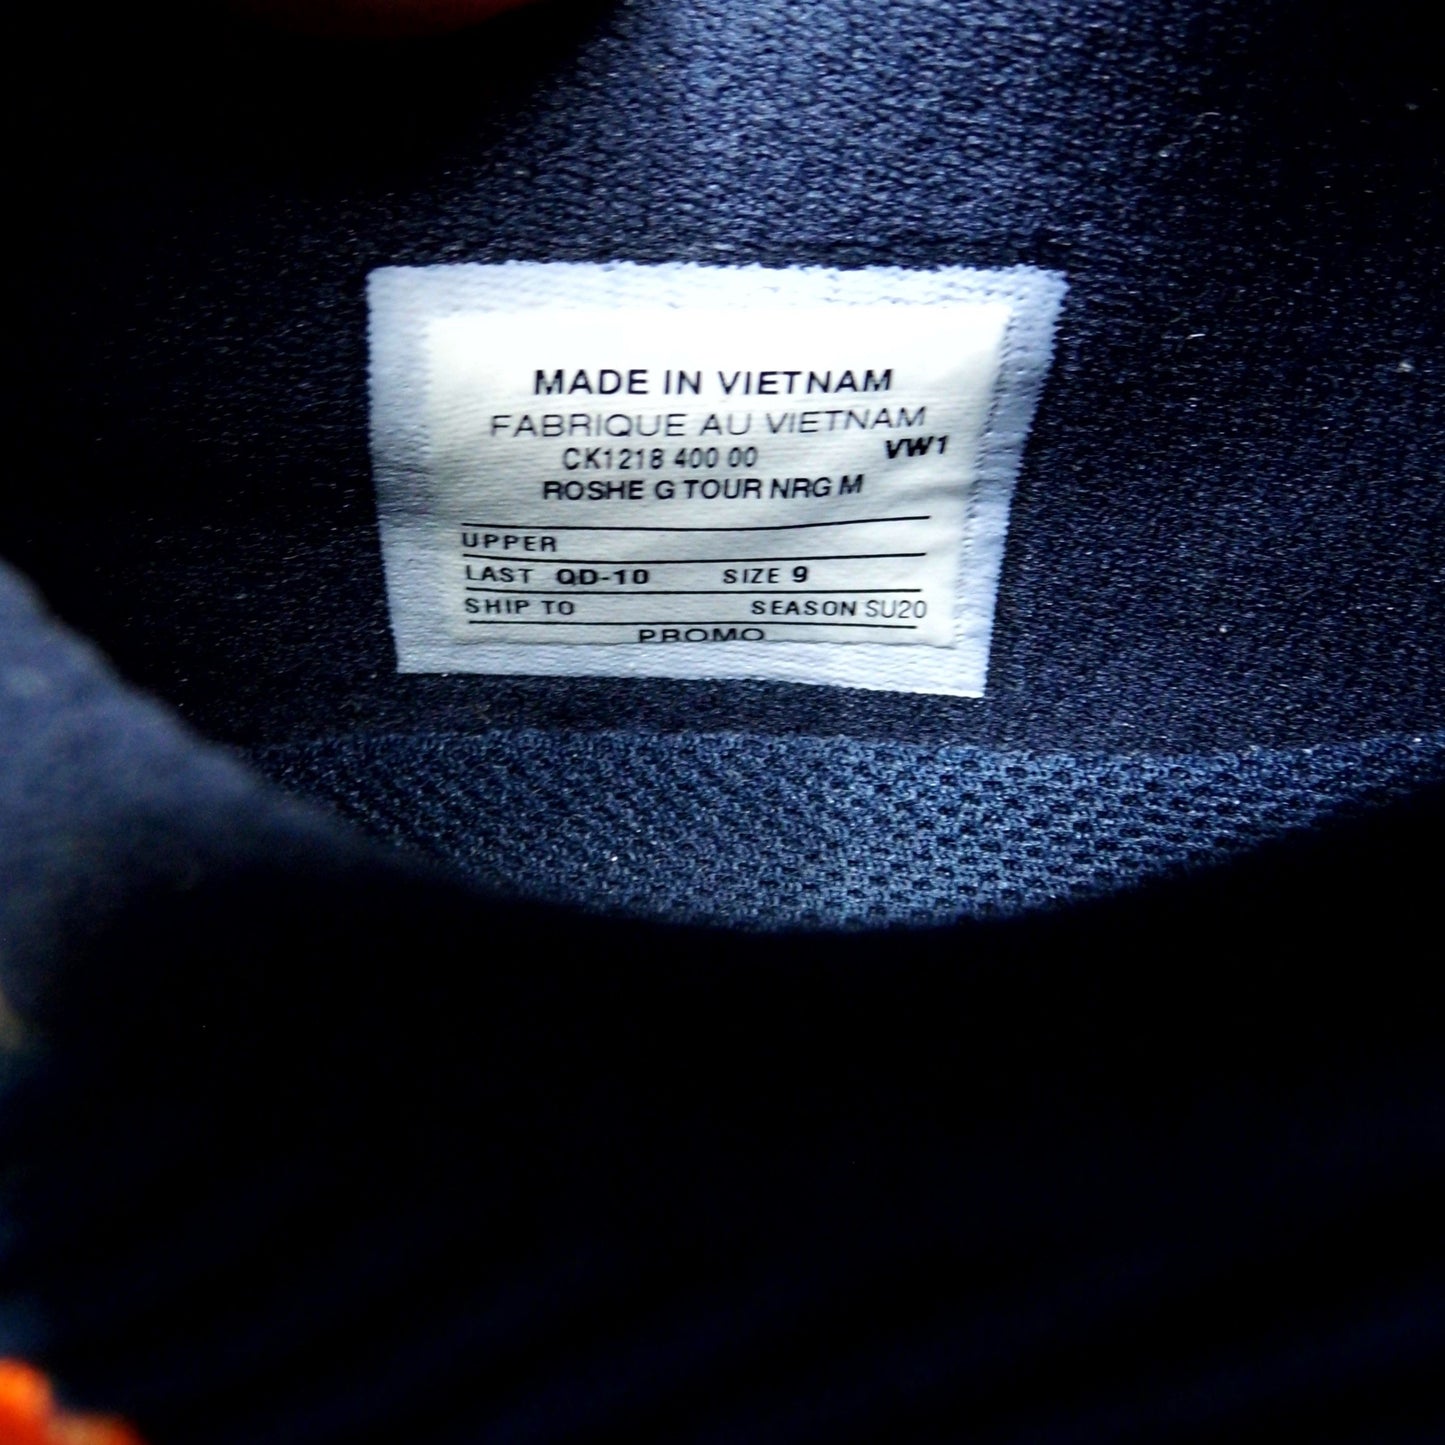 MADE IN VIETNAM
FABRIQUE AU VIETNAM
CK1218 400 00 VW1
ROSHE G TOUR NRG M
UPPER
LAST QD-10 SIZE 9
SHIP TO SEASON SU20
PROMO